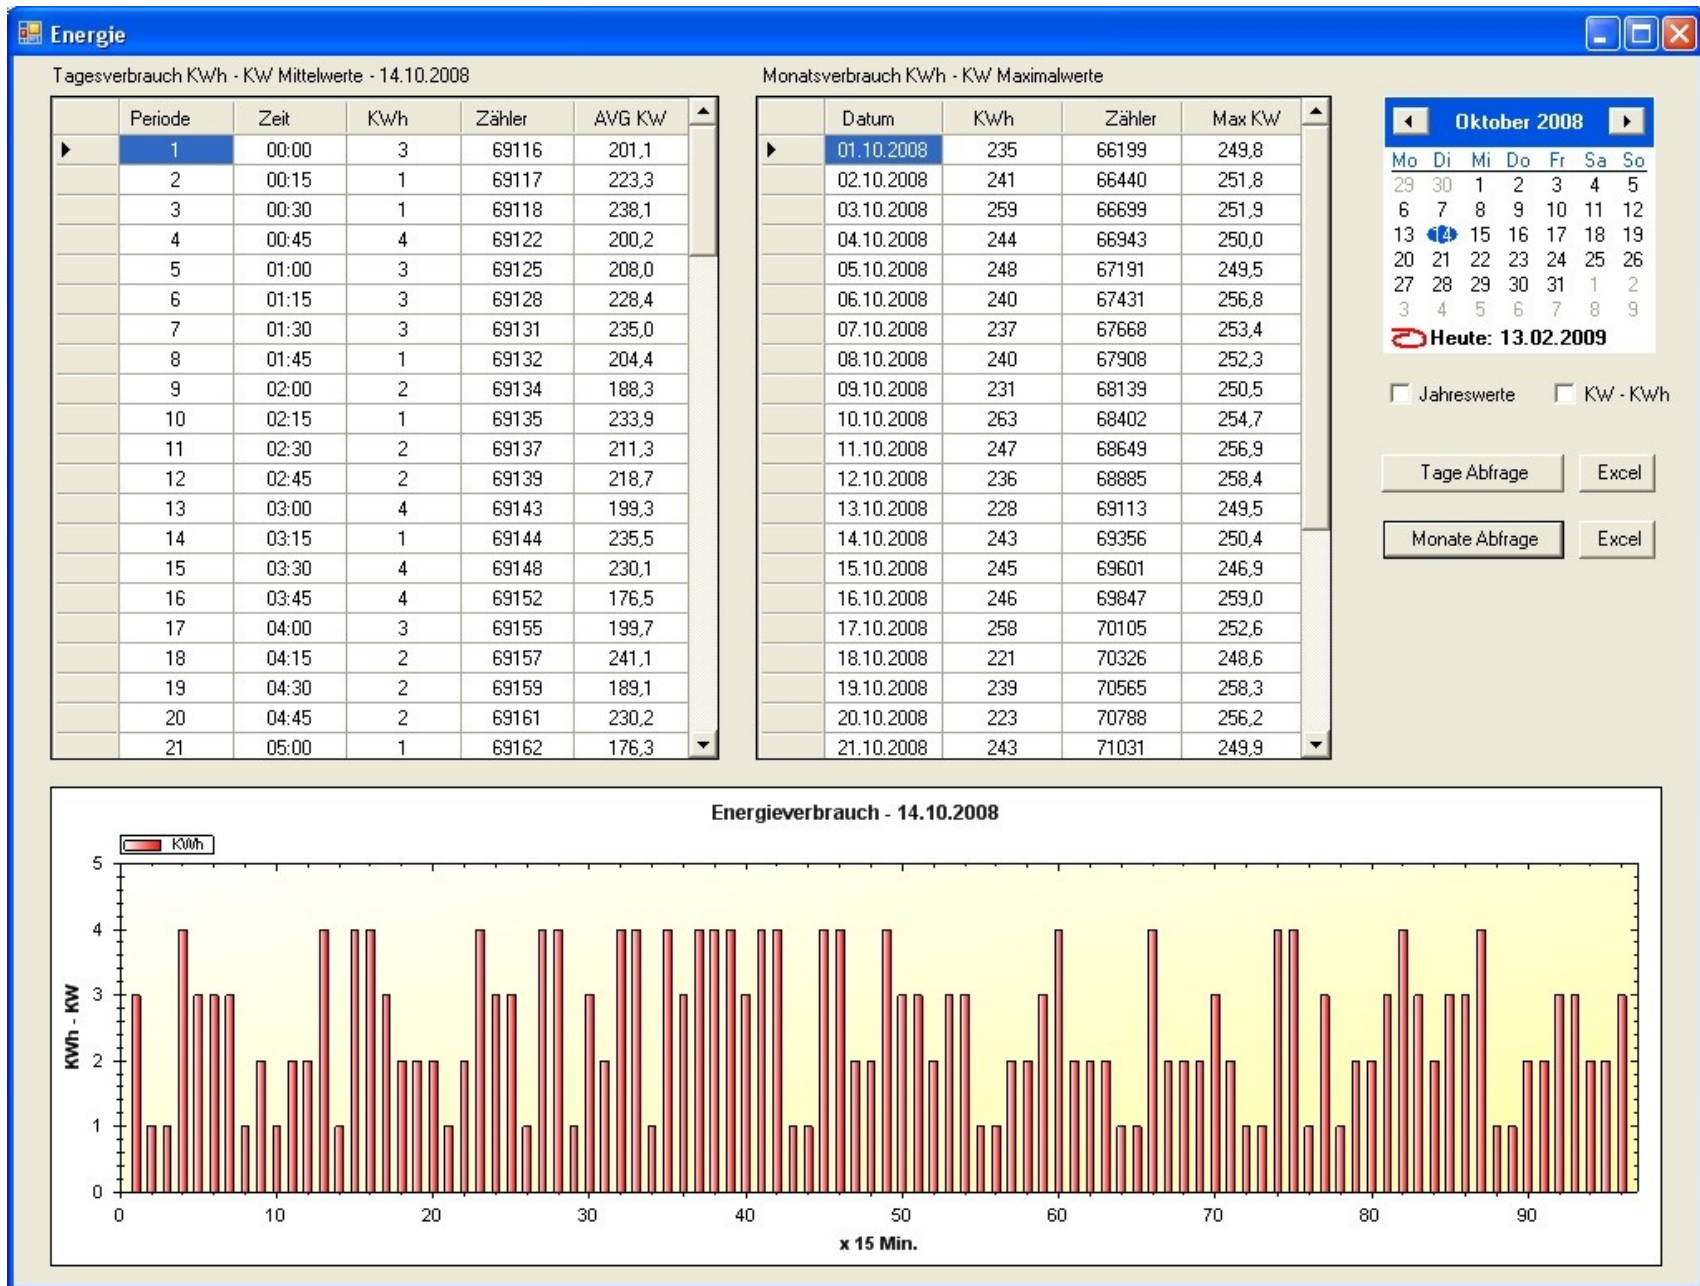 Energie
Tagesverbrauch KWh - KW Mittelwerte - 14.10.2008
Periode Zeit KWh Zähler AVG KW
1 00:00 3 69116 201,1
2 00:15 1 69117 223,3
3 00:30 1 69118 238,1
4 00:45 4 69122 200,2
5 01:00 3 69125 208,0
6 01:15 3 69128 228,4
7 01:30 3 69131 235,0
8 01:45 1 69132 204,4
9 02:00 2 69134 188,3
10 02:15 1 69135 233,9
11 02:30 2 69137 211,3
12 02:45 2 69139 218,7
13 03:00 4 69143 199,3
14 03:15 1 69144 235,5
15 03:30 4 69148 230,1
16 03:45 4 69152 176,5
17 04:00 3 69155 199,7
18 04:15 2 69157 241,1
19 04:30 2 69159 189,1
20 04:45 2 69161 230,2
21 05:00 1 69162 176,3
Monatsverbrauch KWh - KW Maximalwerte
Datum KWh Zähler Max KW
01.10.2008 235 66199 249,8
02.10.2008 241 66440 251,8
03.10.2008 259 66699 251,9
04.10.2008 244 66943 250,0
05.10.2008 248 67191 249,5
06.10.2008 240 67431 256,8
07.10.2008 237 67668 253,4
08.10.2008 240 67908 252,3
09.10.2008 231 68139 250,5
10.10.2008 263 68402 254,7
11.10.2008 247 68649 256,9
12.10.2008 236 68885 258,4
13.10.2008 228 69113 249,5
14.10.2008 243 69356 250,4
15.10.2008 245 69601 246,9
16.10.2008 246 69847 259,0
17.10.2008 258 70105 252,6
18.10.2008 221 70326 248,6
19.10.2008 239 70565 258,3
20.10.2008 223 70788 256,2
21.10.2008 243 71031 249,9
Oktober 2008
Mo Di Mi Do Fr Sa So
29 30 1 2 3 4 5
6 7 8 9 10 11 12
13 14 15 16 17 18 19
20 21 22 23 24 25 26
27 28 29 30 31 1 2
3 4 5 6 7 8 9
Heute: 13.02.2009
Jahreswerte KW - KWh
Tage Abfrage Excel
Monate Abfrage Excel
Energieverbrauch - 14.10.2008
KWh
KWh - KW
5
4
3
2
1
0
0 10 20 30 40 50 60 70 80 90
x 15 Min.